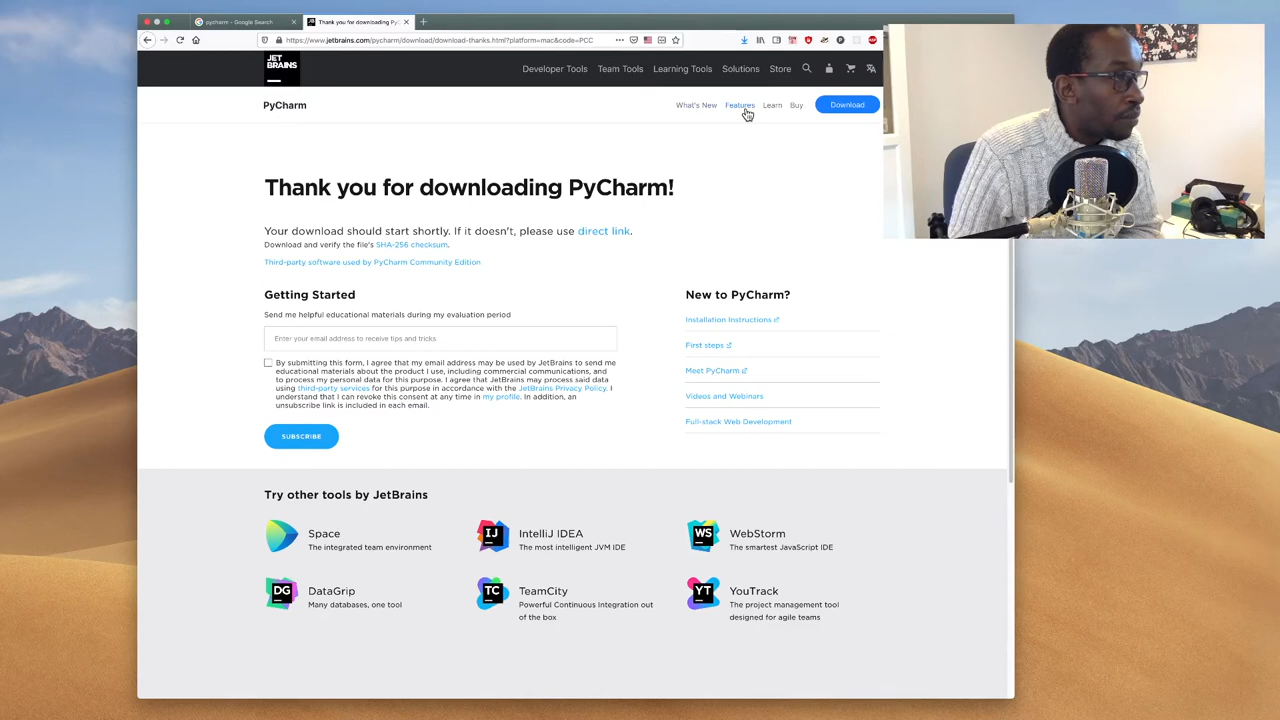 pycharm - Google Search
Thank you for downloading PyC
https://www.jetbrains.com/pycharm/download/download-thanks.html?platform=mac&code=PCC
JET
BRAINS
Developer Tools
Team Tools
Learning Tools
Solutions
Store
PyCharm
What's New
Features
Learn
Buy
Download
Thank you for downloading PyCharm!
Your download should start shortly. If it doesn't, please use direct link.
Download and verify the file's SHA-256 checksum.
Third-party software used by PyCharm Community Edition
Getting Started
Send me helpful educational materials during my evaluation period
Enter your email address to receive tips and tricks
By submitting this form, I agree that my email address may be used by JetBrains to send me
educational materials about the product I use, including commercial communications, and
to process my personal data for this purpose. I agree that JetBrains may process said data
using third-party services for this purpose in accordance with the JetBrains Privacy Policy. I
understand that I can revoke this consent at any time in my profile. In addition, an
unsubscribe link is included in each email.
SUBSCRIBE
New to PyCharm?
Installation Instructions
First steps
Meet PyCharm
Videos and Webinars
Full-stack Web Development
Try other tools by JetBrains
Space
The integrated team environment
IJ
IntelliJ IDEA
The most intelligent JVM IDE
WS
WebStorm
The smartest JavaScript IDE
DG
DataGrip
Many databases, one tool
TC
TeamCity
Powerful Continuous Integration out
of the box
YT
YouTrack
The project management tool
designed for agile teams